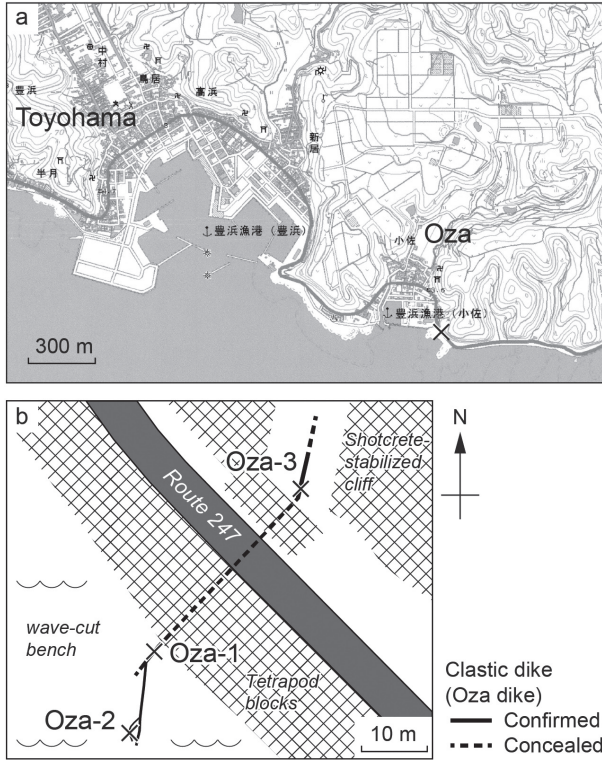 a
中村
鳥居
高浜
豊浜
Toyohama
新居
半月
豊浜漁港(豊浜)
小佐
Oza
豊浜漁港(小佐)
300 m
b
N
Oza-3
Shotcrete-
stabilized
cliff
Route 247
wave-cut
bench
Oza-1
Tetrapod
blocks
Oza-2
10 m
Clastic dike
(Oza dike)
Confirmed
Concealed